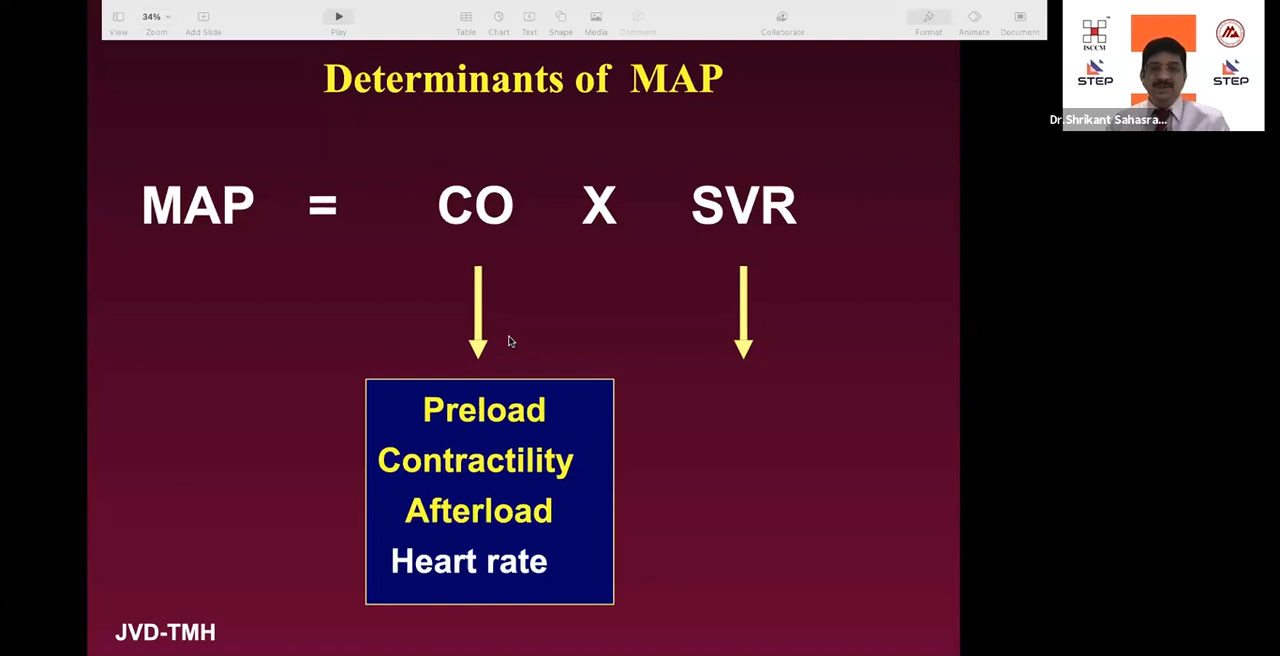 34%
View Zoom Add Slide Play Table Chart Text Shape Media Comment Collaborate Format Animate Document
ISCCM
STEP STEP
Dr.Shrikant Sahasra...
Determinants of MAP
MAP = CO X SVR
Preload
Contractility
Afterload
Heart rate
JVD-TMH